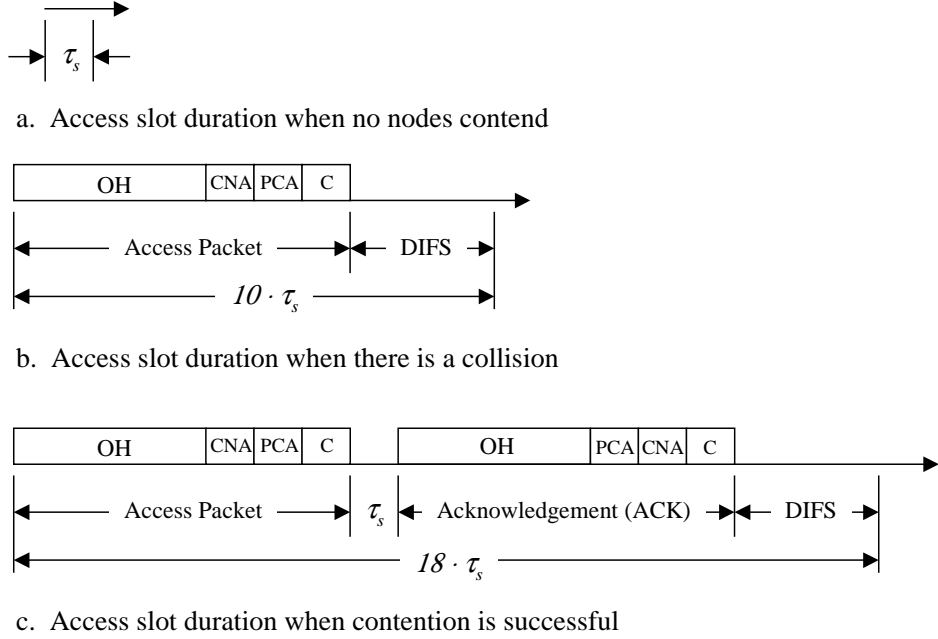 τs
a. Access slot duration when no nodes contend
OH CNA PCA C
Access Packet DIFS
10 · τs
b. Access slot duration when there is a collision
OH CNA PCA C OH PCA CNA C
Access Packet τs Acknowledgement (ACK) DIFS
18 · τs
c. Access slot duration when contention is successful